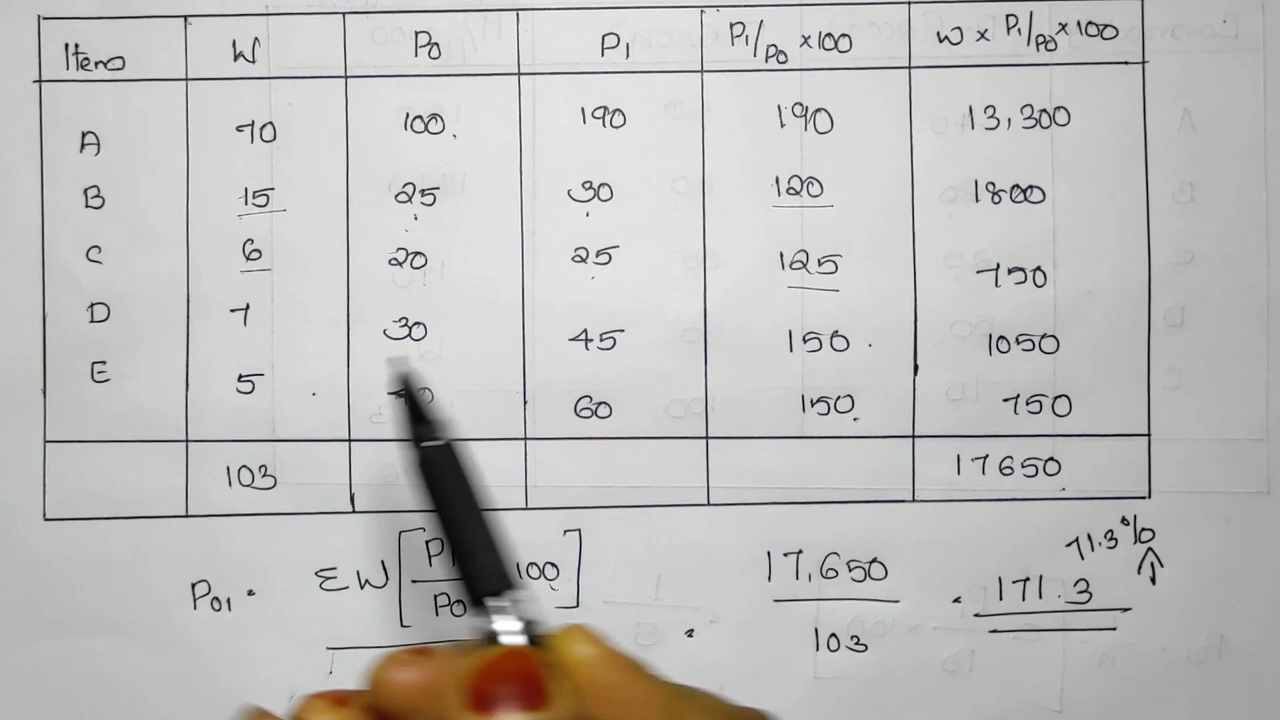 Items W P0 P1 P1/P0 ×100 W × P1/P0 ×100
A 70 100. 190 190 13,300
B 15 25 30 120 1800
C 6 20 25 125 750
D 7 30 45 150 1050
E 5 60 150 750
103 17650
71.3% ↑
P01 = ΣW [P1/P0 100] = 17,650/103 = 171.3